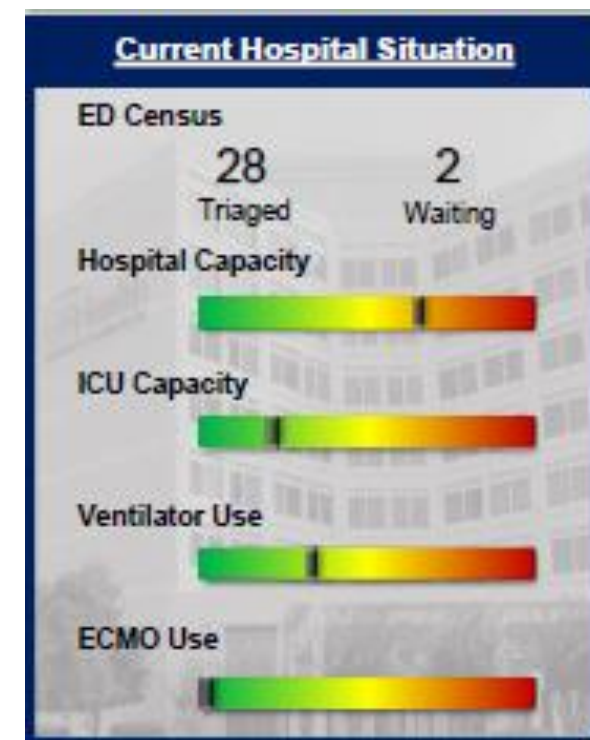 Current Hospital Situation
ED Census
28 2
Triaged Waiting
Hospital Capacity
ICU Capacity
Ventilator Use
ECMO Use